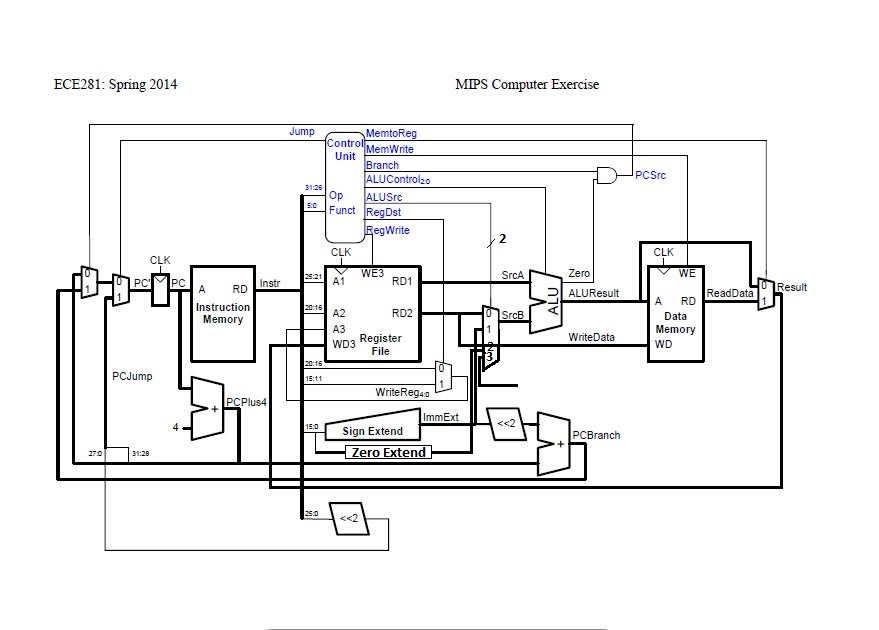 ECE281: Spring 2014 MIPS Computer Exercise
Jump MemtoReg
Control Unit
MemWrite
Branch
ALUControl2:0
PCSrc
31:26 Op ALUSrc
5:0 Funct RegDst
RegWrite
2
CLK CLK CLK
0 1
0 1
PC' PC
A RD
Instruction Memory
Instr
25:21 A1 WE3 RD1
20:16 A2 RD2
A3
WD3 Register File
SrcA
SrcB
0 1 2 3
ALU
Zero
ALUResult
WriteData
WE
A RD
Data Memory
WD
ReadData
0 1
Result
20:16 0
15:11 1
WriteReg4:0
PCJump
PCPlus4
+
4
15:0 Sign Extend ImmExt
Zero Extend
<<2
+
PCBranch
27:0 31:28
25:0 <<2